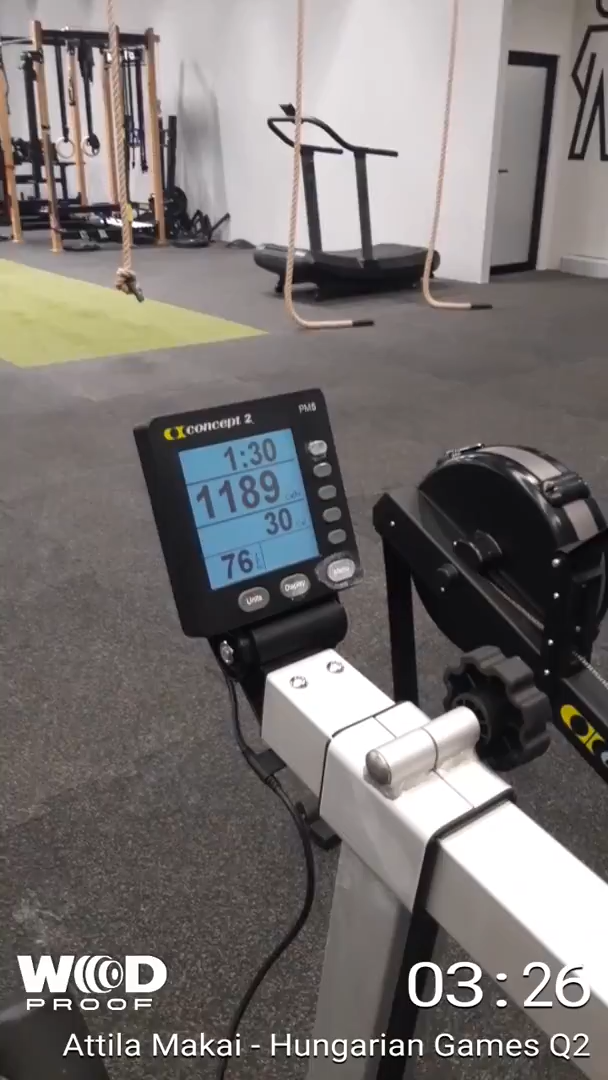 concept 2
PM5
1:30
1189
30
76
Units
Display
Menu
WOD
PROOF
03:26
Attila Makai - Hungarian Games Q2